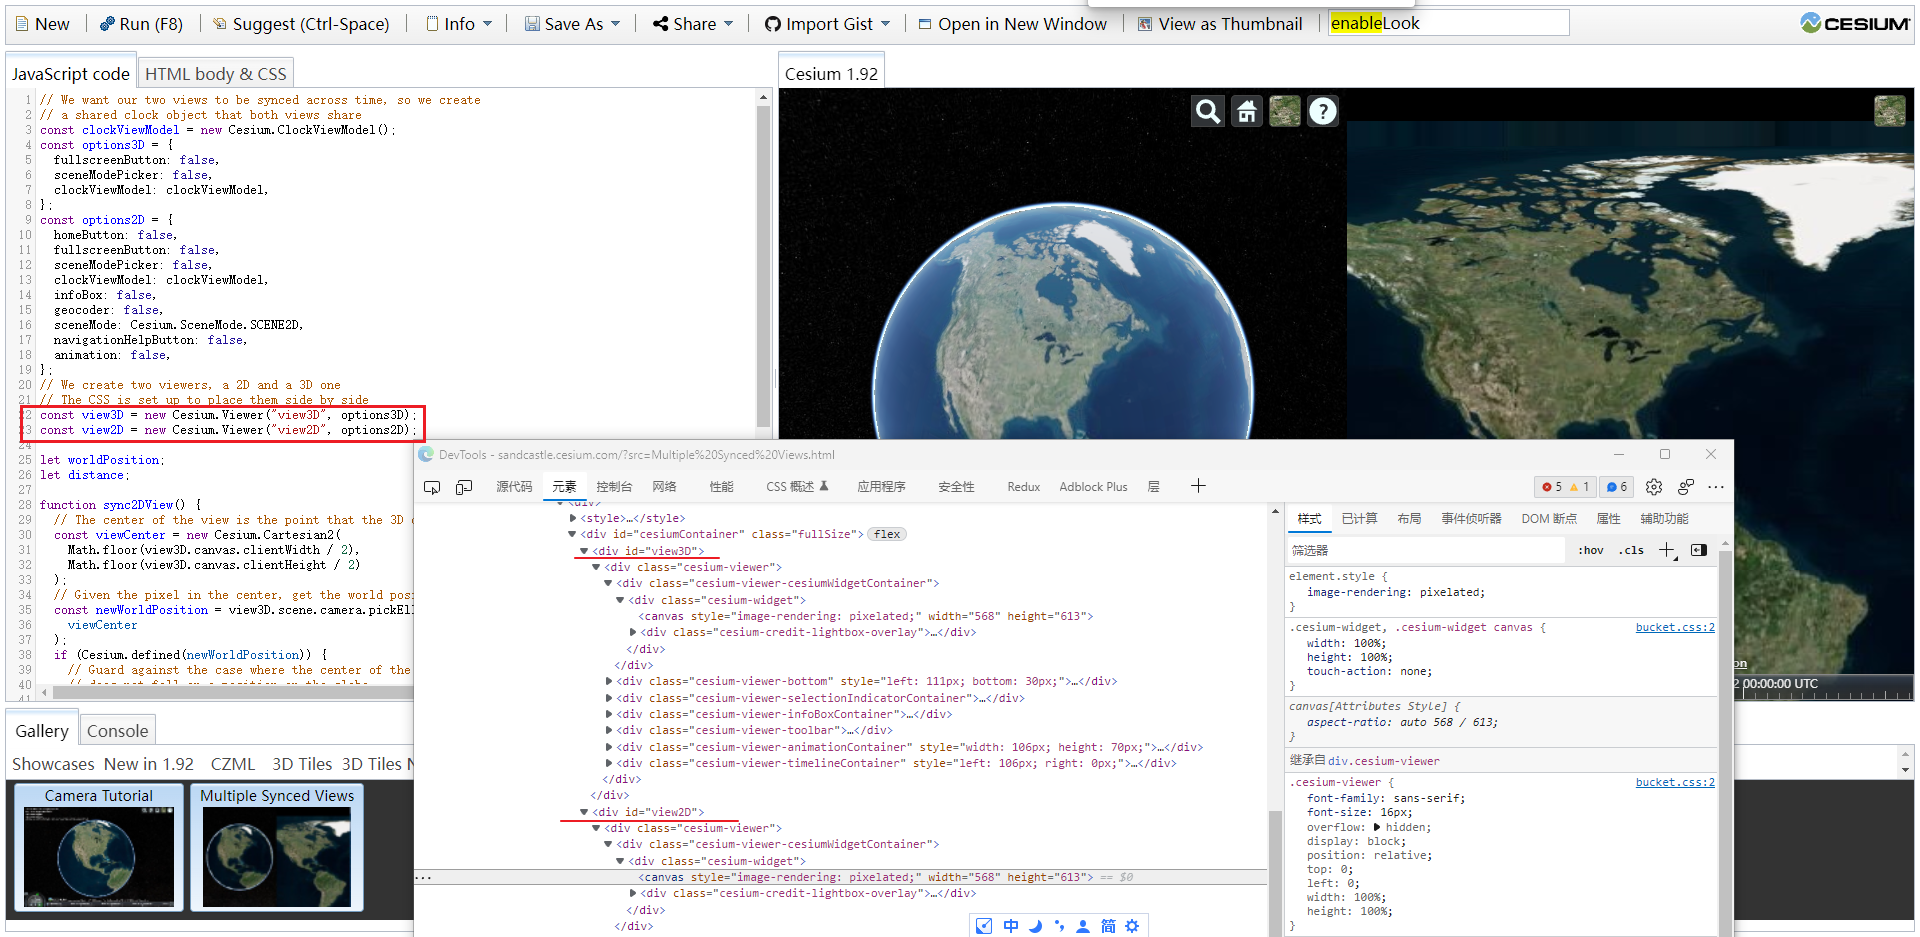 New Run (F8) Suggest (Ctrl-Space) Info Save As Share Import Gist Open in New Window View as Thumbnail enableLook CESIUM
JavaScript code HTML body & CSS
Cesium 1.92
1 // We want our two views to be synced across time, so we create
2 // a shared clock object that both views share
3 const clockViewModel = new Cesium.ClockViewModel();
4 const options3D = {
5 fullscreenButton: false,
6 sceneModePicker: false,
7 clockViewModel: clockViewModel,
8 };
9 const options2D = {
10 homeButton: false,
11 fullscreenButton: false,
12 sceneModePicker: false,
13 clockViewModel: clockViewModel,
14 infoBox: false,
15 geocoder: false,
16 sceneMode: Cesium.SceneMode.SCENE2D,
17 navigationHelpButton: false,
18 animation: false,
19 };
20 // We create two viewers, a 2D and a 3D one
21 // The CSS is set up to place them side by side
22 const view3D = new Cesium.Viewer("view3D", options3D);
23 const view2D = new Cesium.Viewer("view2D", options2D);
24
25 let worldPosition;
26 let distance;
27
28 function sync2DView() {
29 // The center of the view is the point that the 3D
30 const viewCenter = new Cesium.Cartesian2(
31 Math.floor(view3D.canvas.clientWidth / 2),
32 Math.floor(view3D.canvas.clientHeight / 2)
33 );
34 // Given the pixel in the center, get the world posi
35 const newWorldPosition = view3D.scene.camera.pickEll
36 viewCenter
37 );
38 if (Cesium.defined(newWorldPosition)) {
39 // Guard against the case where the center of the
40
41
Gallery Console
Showcases New in 1.92 CZML 3D Tiles 3D Tiles N
Camera Tutorial
Multiple Synced Views
DevTools - sandcastle.cesium.com/?src=Multiple%20Synced%20Views.html
源代码 元素 控制台 网络 性能 CSS 概述 应用程序 安全性 Redux Adblock Plus 层 5 1 6
<div>
<style>…</style>
<div id="cesiumContainer" class="fullSize"> flex
<div id="view3D">
<div class="cesium-viewer">
<div class="cesium-viewer-cesiumWidgetContainer">
<div class="cesium-widget">
<canvas style="image-rendering: pixelated;" width="568" height="613">
<div class="cesium-credit-lightbox-overlay">…</div>
</div>
</div>
<div class="cesium-viewer-bottom" style="left: 111px; bottom: 30px;">…</div>
<div class="cesium-viewer-selectionIndicatorContainer">…</div>
<div class="cesium-viewer-infoBoxContainer">…</div>
<div class="cesium-viewer-toolbar">…</div>
<div class="cesium-viewer-animationContainer" style="width: 106px; height: 70px;">…</div>
<div class="cesium-viewer-timelineContainer" style="left: 106px; right: 0px;">…</div>
</div>
</div>
<div id="view2D">
<div class="cesium-viewer">
<div class="cesium-viewer-cesiumWidgetContainer">
<div class="cesium-widget">
<canvas style="image-rendering: pixelated;" width="568" height="613"> == $0
<div class="cesium-credit-lightbox-overlay">…</div>
</div>
</div>
样式 已计算 布局 事件侦听器 DOM 断点 属性 辅助功能
筛选器 :hov .cls
element.style {
image-rendering: pixelated;
}
.cesium-widget, .cesium-widget canvas { bucket.css:2
width: 100%;
height: 100%;
touch-action: none;
}
canvas[Attributes Style] {
aspect-ratio: auto 568 / 613;
}
继承自 div.cesium-viewer
.cesium-viewer { bucket.css:2
font-family: sans-serif;
font-size: 16px;
overflow: hidden;
display: block;
position: relative;
top: 0;
left: 0;
width: 100%;
height: 100%;
}
on
2 00:00:00 UTC
中 简